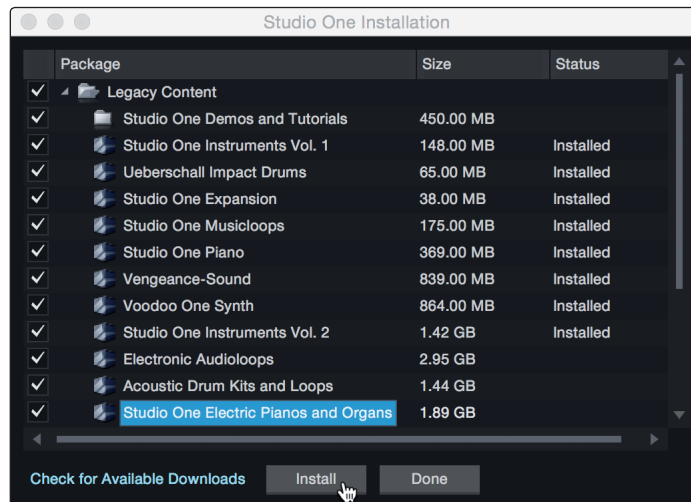 Studio One Installation
Package Size Status
Legacy Content
Studio One Demos and Tutorials 450.00 MB
Studio One Instruments Vol. 1 148.00 MB Installed
Ueberschall Impact Drums 65.00 MB Installed
Studio One Expansion 38.00 MB Installed
Studio One Musicloops 175.00 MB Installed
Studio One Piano 369.00 MB Installed
Vengeance-Sound 839.00 MB Installed
Voodoo One Synth 864.00 MB Installed
Studio One Instruments Vol. 2 1.42 GB Installed
Electronic Audioloops 2.95 GB
Acoustic Drum Kits and Loops 1.44 GB
Studio One Electric Pianos and Organs 1.89 GB
Check for Available Downloads Install Done